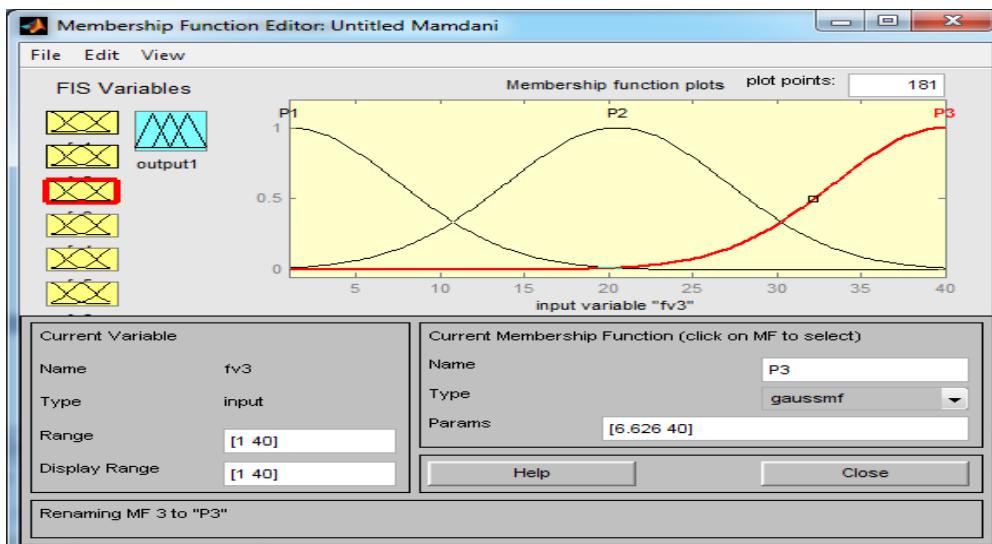 Membership Function Editor: Untitled Mamdani
File Edit View
FIS Variables
Membership function plots
plot points:
181
output1
P1
P2
P3
1
0.5
0
5 10 15 20 25 30 35 40
input variable "fv3"
Current Variable
Name fv3
Type input
Range [1 40]
Display Range [1 40]
Current Membership Function (click on MF to select)
Name P3
Type gaussmf
Params [6.626 40]
Help Close
Renaming MF 3 to "P3"